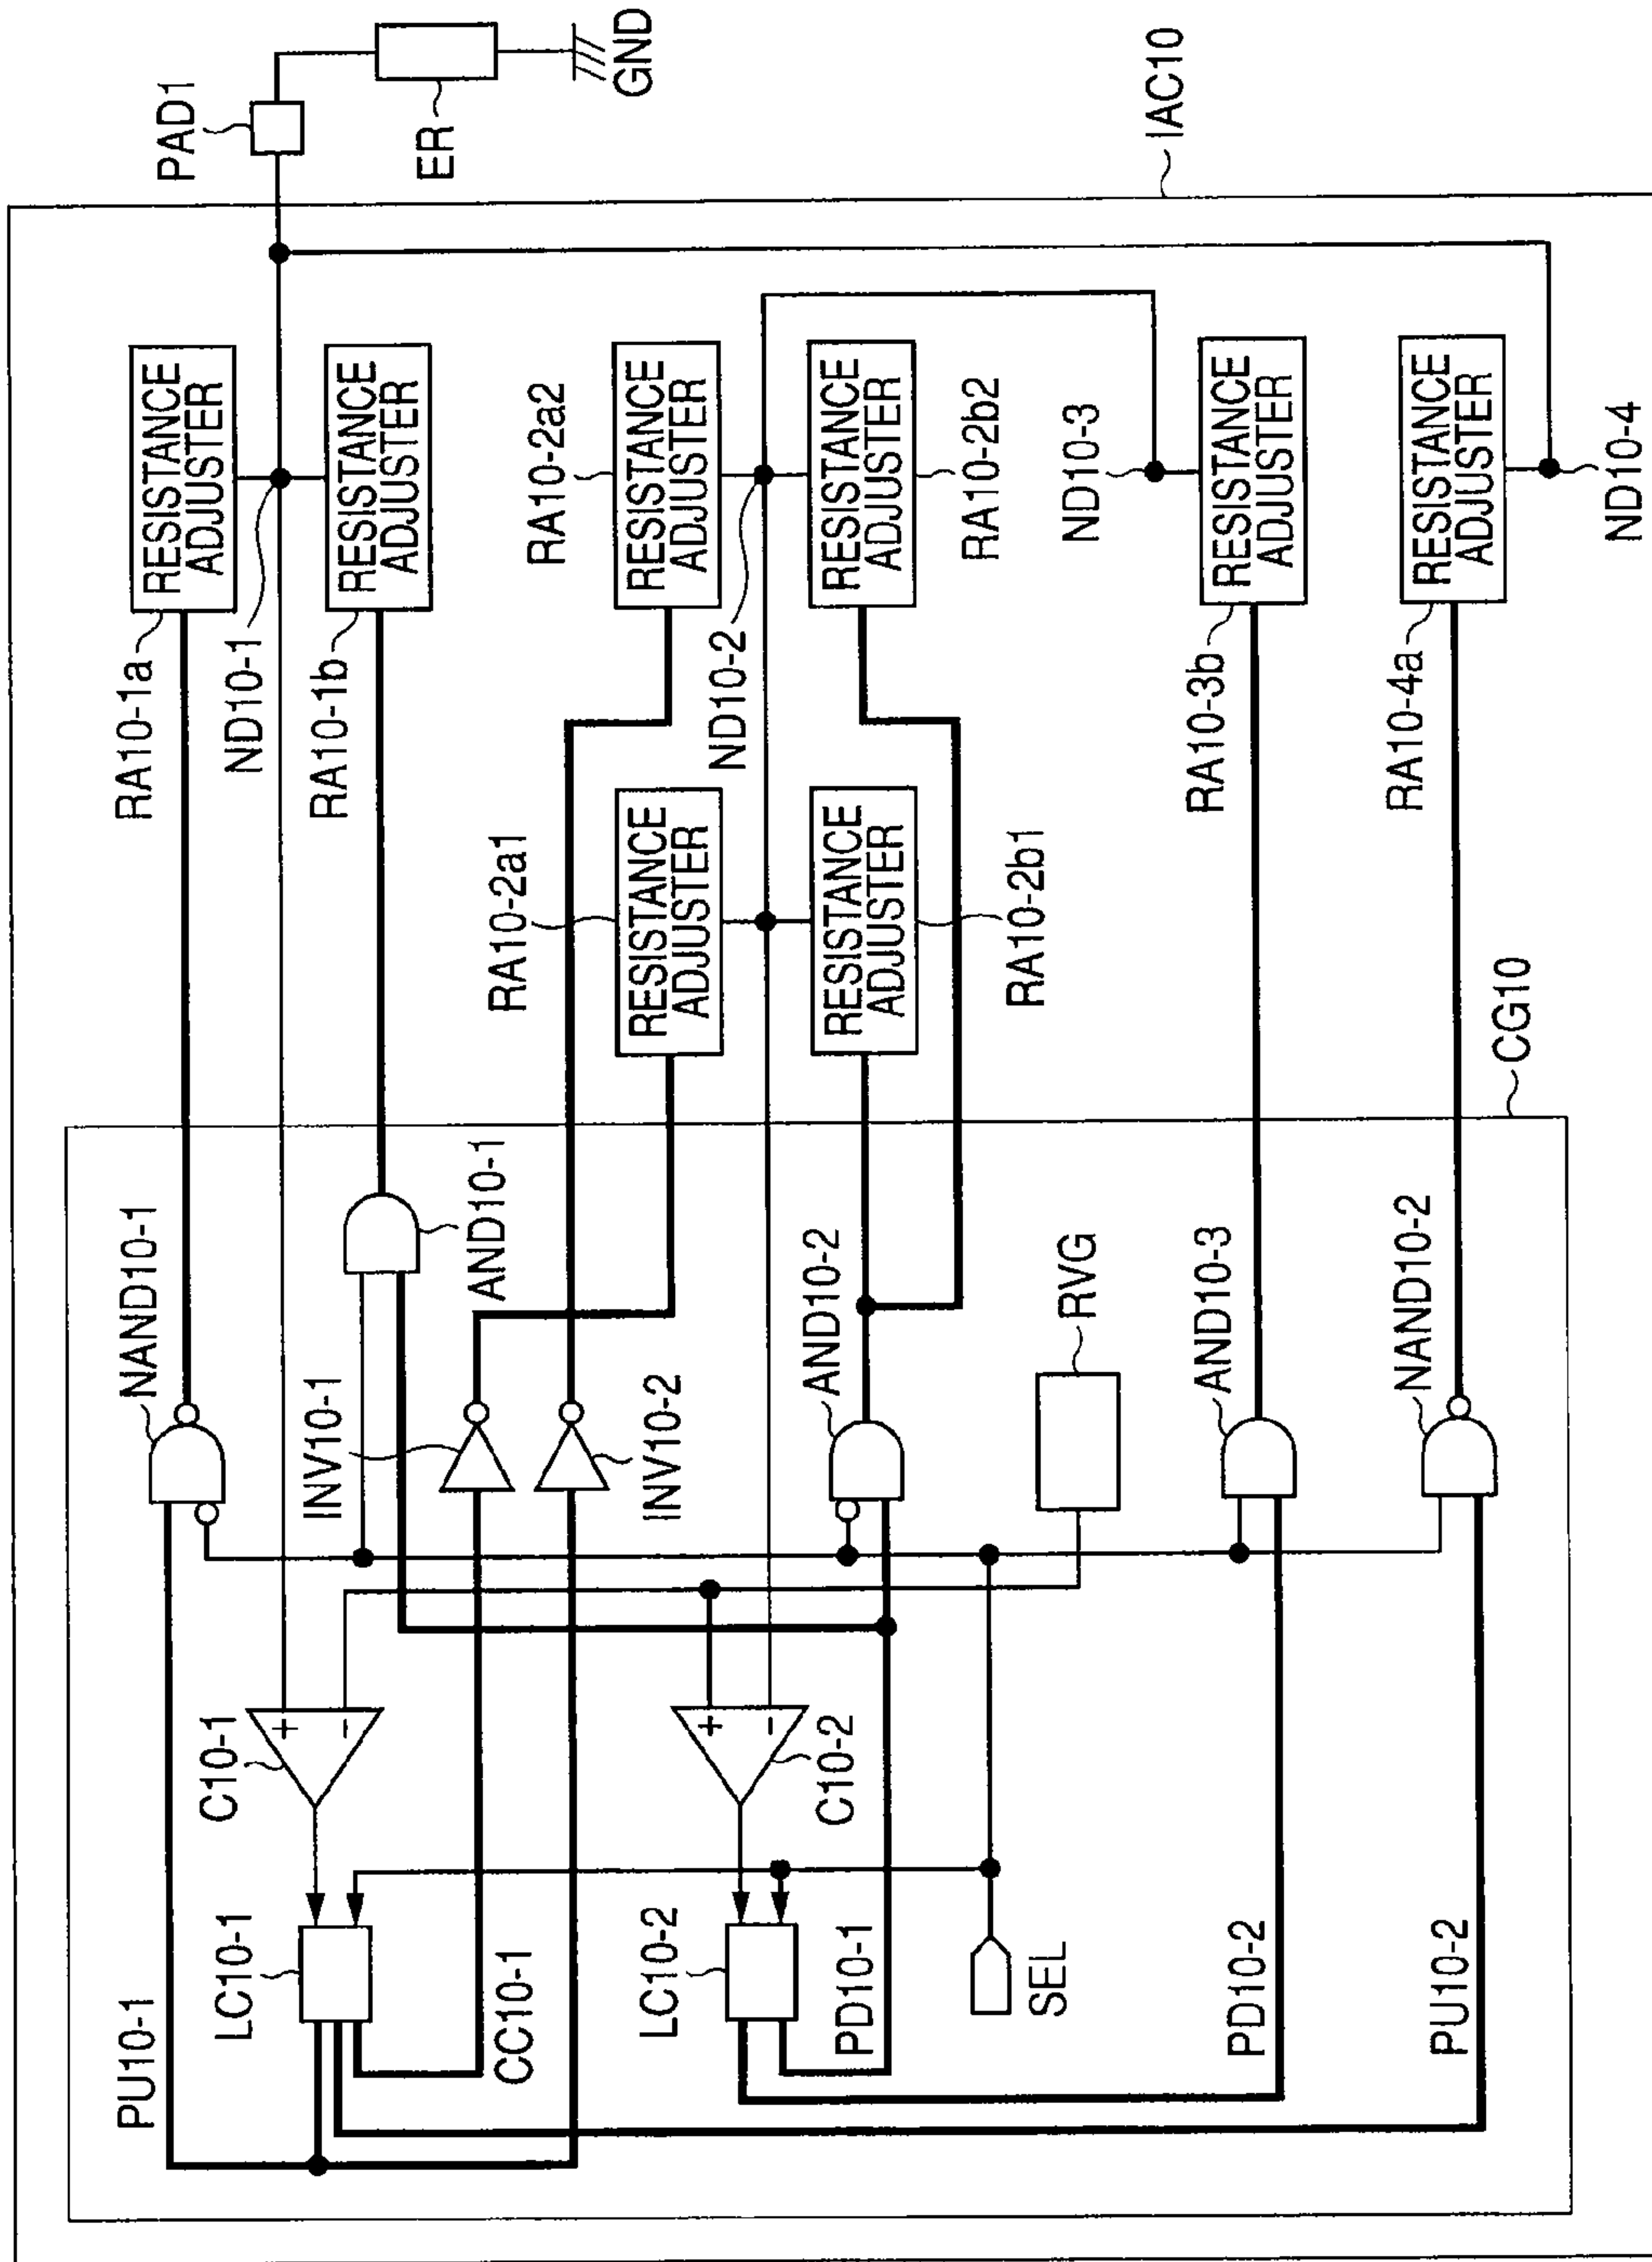 PAD1
ER
GND
IAC10
RESISTANCE
ADJUSTER
RA10-1a
ND10-1
RESISTANCE
ADJUSTER
RA10-1b
RA10-2a2
RESISTANCE
ADJUSTER
ND10-2
RESISTANCE
ADJUSTER
RA10-2b2
RA10-2a1
RESISTANCE
ADJUSTER
RESISTANCE
ADJUSTER
RA10-2b1
ND10-3
RESISTANCE
ADJUSTER
RA10-3b
RESISTANCE
ADJUSTER
RA10-4a
ND10-4
CG10
NAND10-1
AND10-1
INV10-1
INV10-2
AND10-2
RVG
AND10-3
NAND10-2
C10-1
+
-
C10-2
+
-
PU10-1
LC10-1
CC10-1
LC10-2
PD10-1
SEL
PD10-2
PU10-2